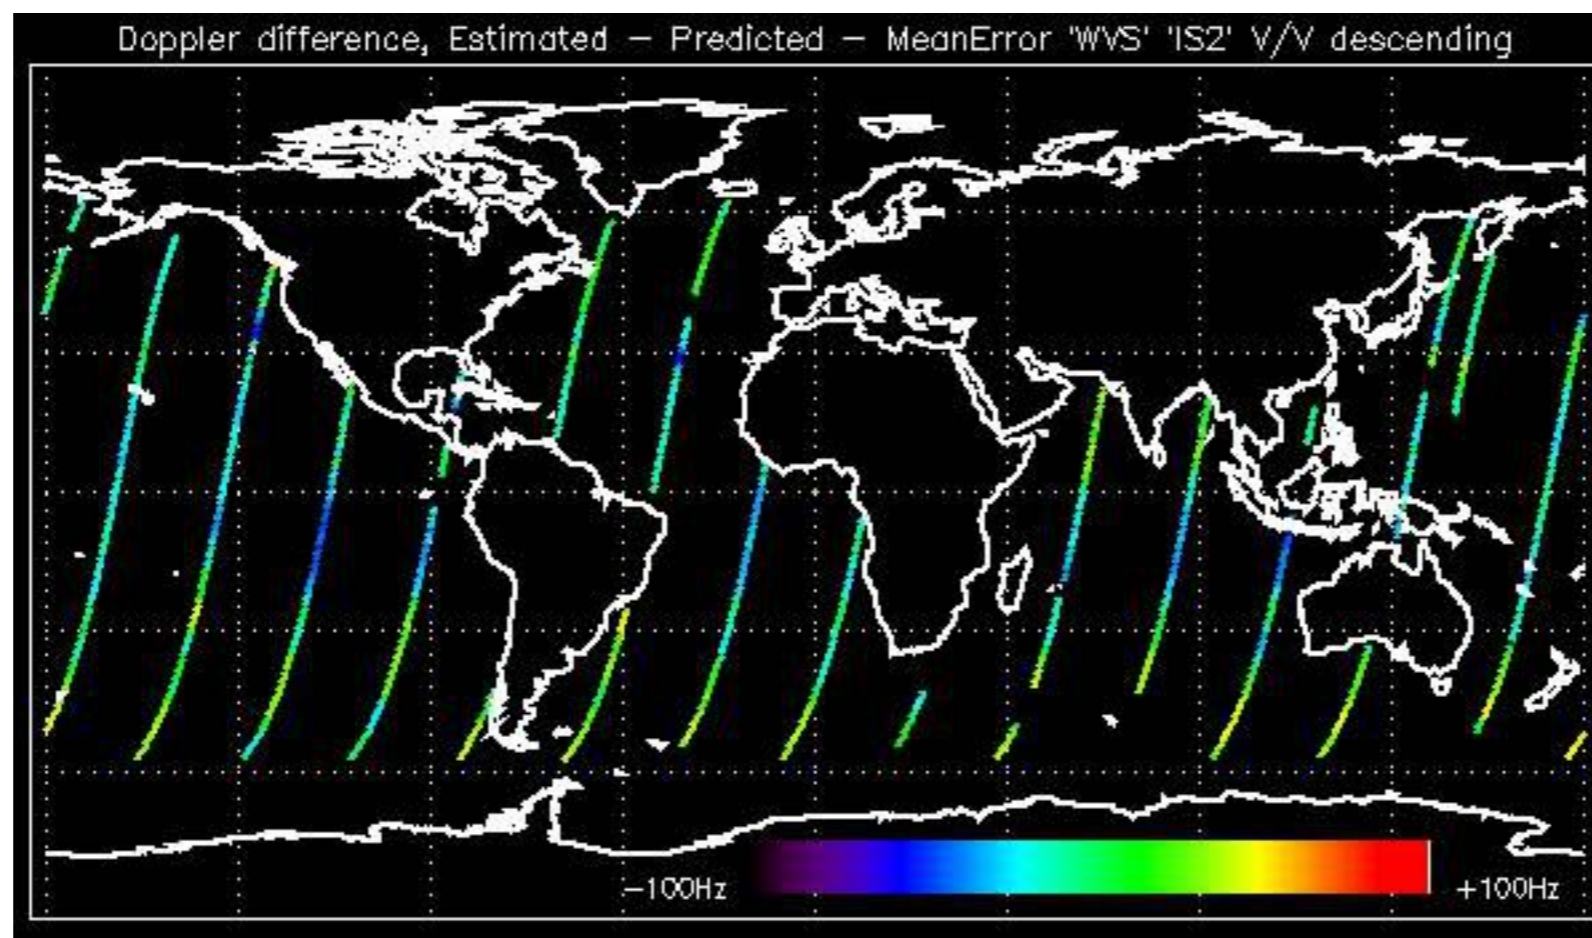 Doppler difference, Estimated – Predicted – MeanError 'WVS' 'IS2' V/V descending
–100Hz
+100Hz